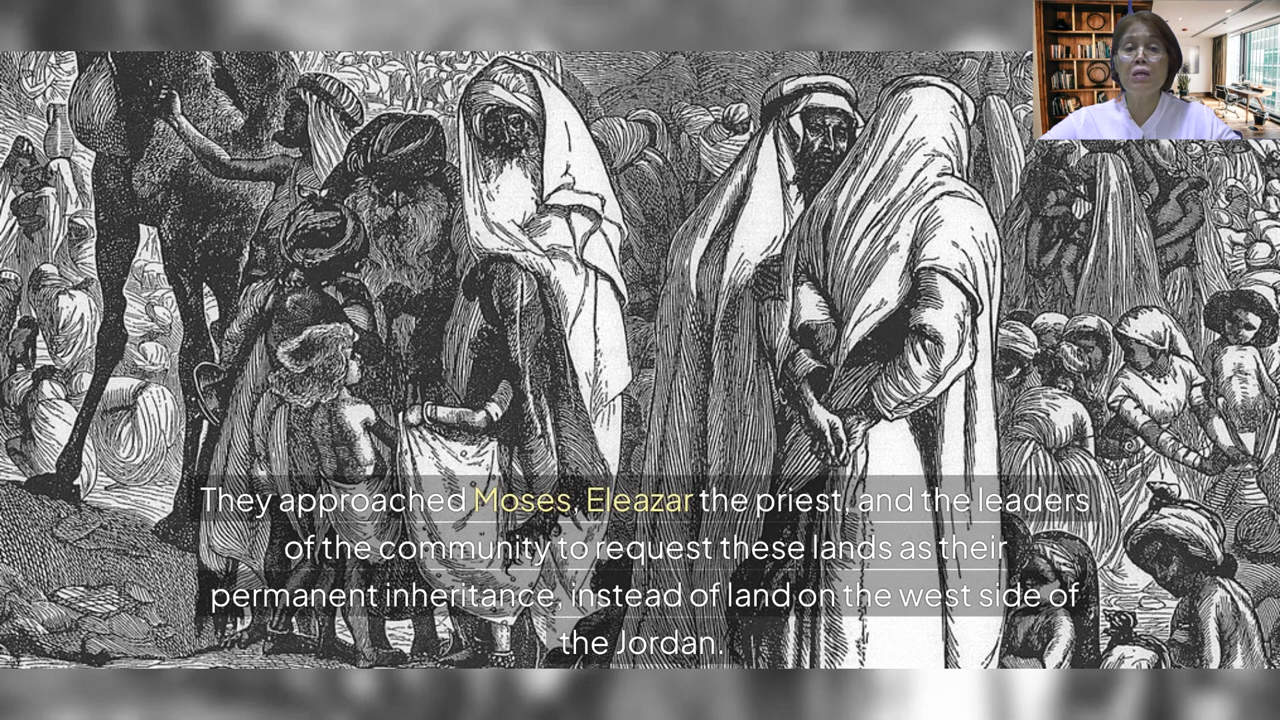 They approached Moses, Eleazar the priest, and the leaders
of the community to request these lands as their
permanent inheritance, instead of land on the west side of
the Jordan.